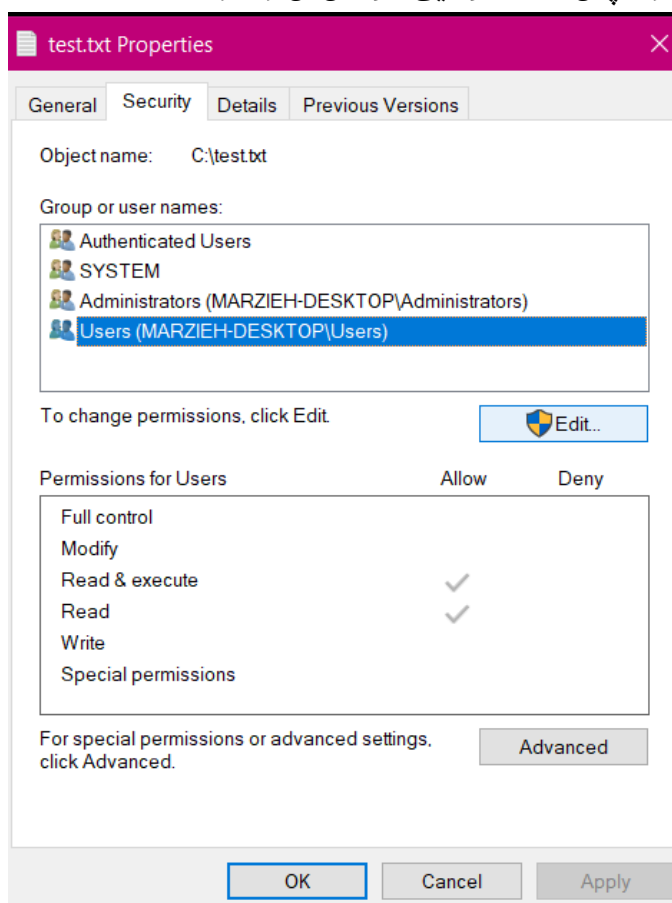 test.txt Properties
General Security Details Previous Versions
Object name: C:\test.txt
Group or user names:
Authenticated Users
SYSTEM
Administrators (MARZIEH-DESKTOP\Administrators)
Users (MARZIEH-DESKTOP\Users)
To change permissions, click Edit.
Edit...
Permissions for Users Allow Deny
Full control
Modify
Read & execute
Read
Write
Special permissions
For special permissions or advanced settings,
click Advanced.
Advanced
OK Cancel Apply